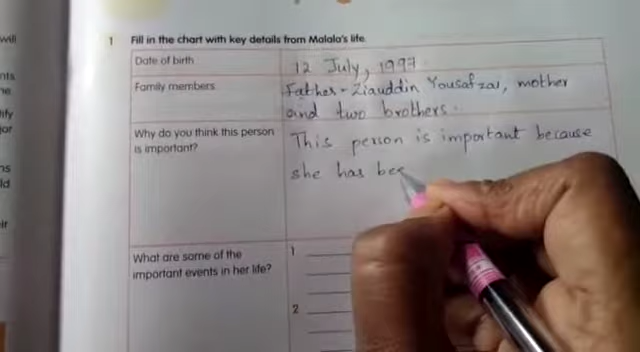 will
1 Fill in the chart with key details from Malala's life.
Date of birth
12 July, 1997
Family members
Father - Ziauddin Yousafzai, mother
and two brothers.
Why do you think this person
is important?
This person is important because
she has bee
What are some of the
important events in her life?
1
2